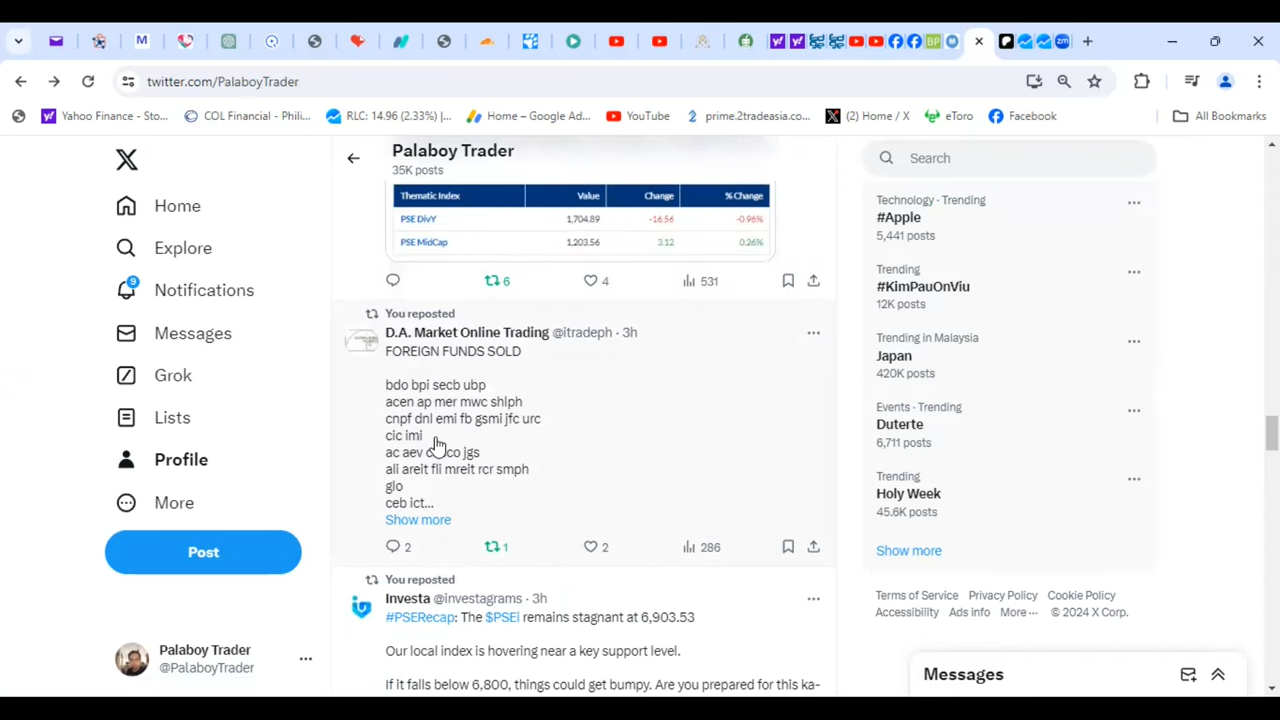 M
BP
M
zm
twitter.com/PalaboyTrader
Yahoo Finance - Sto...
COL Financial - Phili...
RLC: 14.96 (2.33%) |...
Home – Google Ad...
YouTube
prime.2tradeasia.co...
(2) Home / X
eToro
Facebook
All Bookmarks
Home
Explore
9
Notifications
Messages
Grok
Lists
Profile
More
Post
Palaboy Trader
@PalaboyTrader
Palaboy Trader
35K posts
Thematic Index Value Change % Change
PSE DivY 1,704.89 -16.56 -0.96%
PSE MidCap 1,203.56 3.12 0.26%
6 4 531
You reposted
D.A. Market Online Trading @itradeph · 3h
FOREIGN FUNDS SOLD
bdo bpi secb ubp
acen ap mer mwc shlph
cnpf dnl emi fb gsmi jfc urc
cic imi
ac aev co jgs
ali areit fli mreit rcr smph
glo
ceb ict...
Show more
2 1 2 286
You reposted
Investa @investagrams · 3h
#PSERecap: The $PSEi remains stagnant at 6,903.53
Our local index is hovering near a key support level.
If it falls below 6,800, things could get bumpy. Are you prepared for this ka-
Search
Technology · Trending
#Apple
5,441 posts
Trending
#KimPauOnViu
12K posts
Trending in Malaysia
Japan
420K posts
Events · Trending
Duterte
6,711 posts
Trending
Holy Week
45.6K posts
Show more
Terms of Service Privacy Policy Cookie Policy
Accessibility Ads info More ··· © 2024 X Corp.
Messages